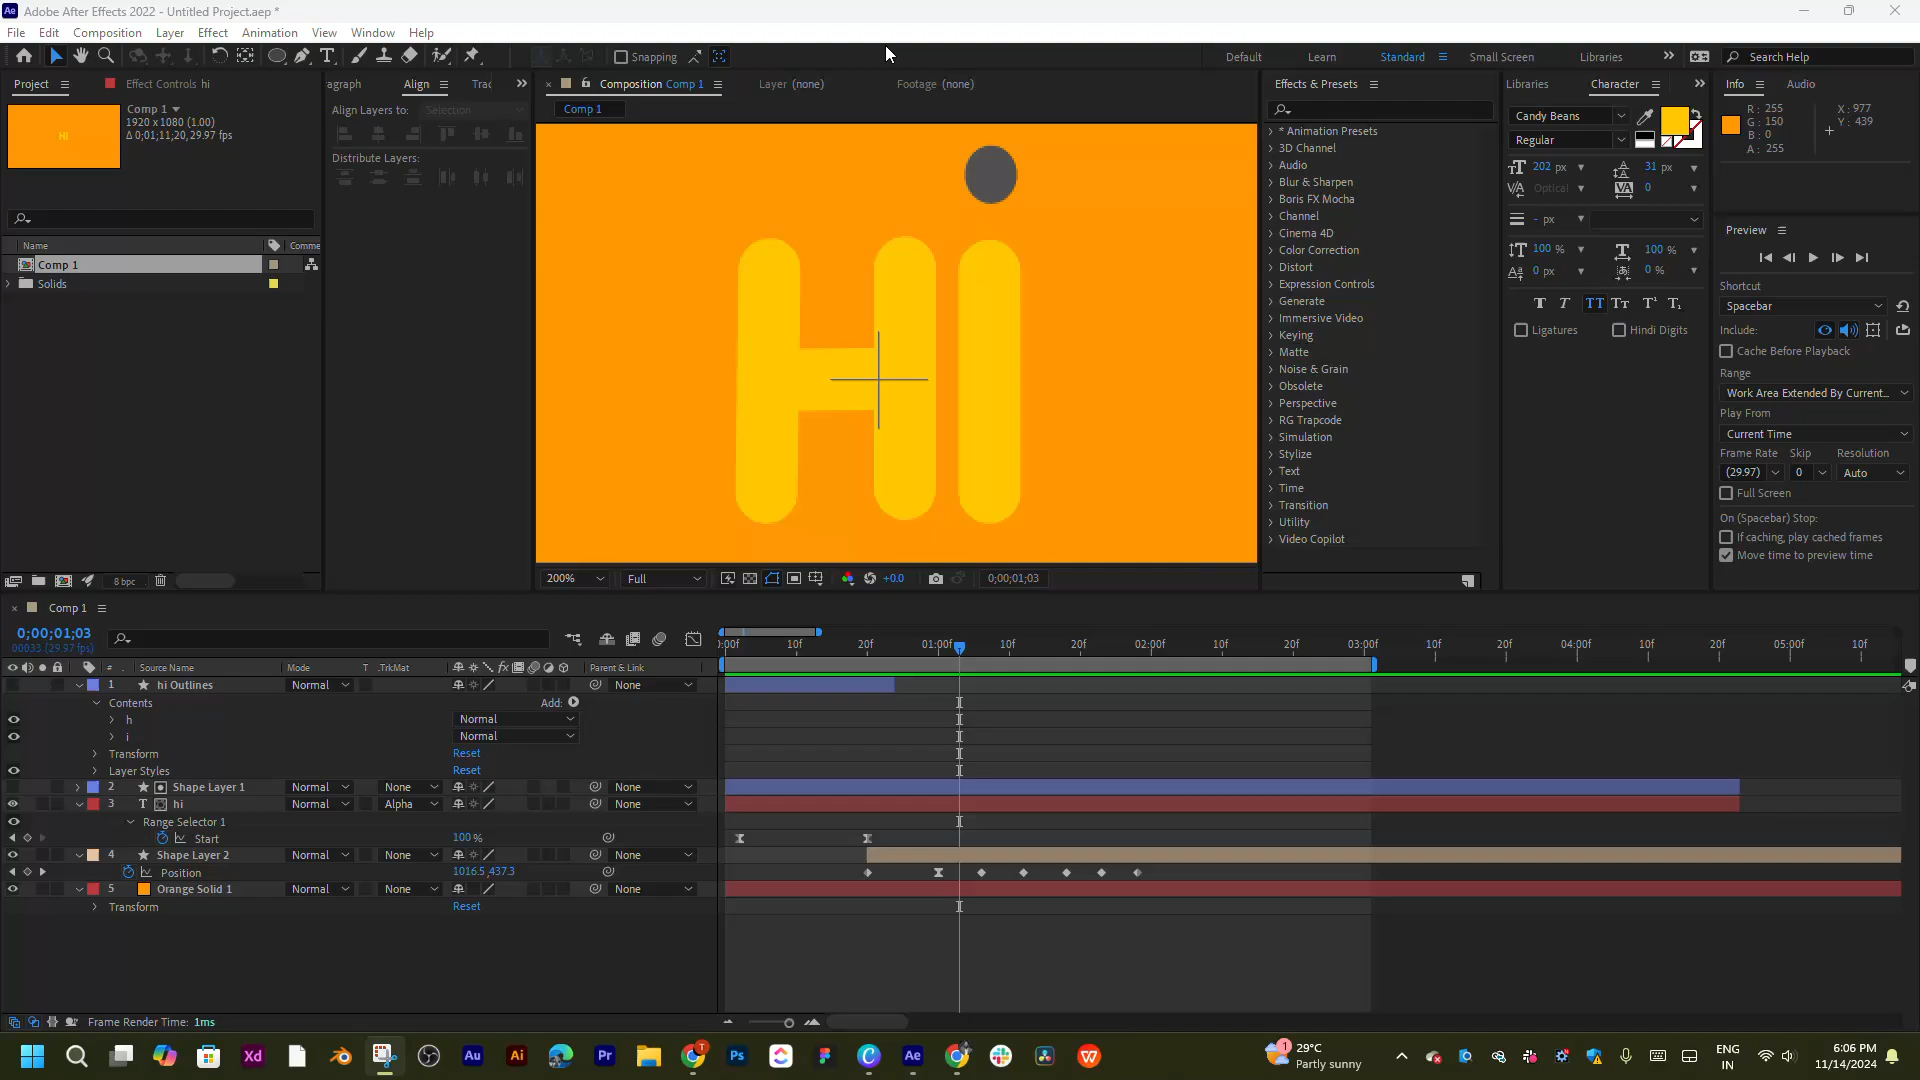 Adobe After Effects 2022 - Untitled Project.aep *
File Edit Composition Layer Effect Animation View Window Help
Snapping
Default Learn Standard Small Screen Libraries Search Help
Project Effect Controls hi
Comp 1
1920 x 1080 (1.00)
Δ 0;01;11;20, 29.97 fps
Name Comme
Comp 1
Solids
8 bpc
agraph Align Trac
Align Layers to: Selection
Distribute Layers:
Composition Comp 1 Layer (none) Footage (none)
Comp 1
Hi
200% Full +0.0 0;00;01;03
Effects & Presets
* Animation Presets
3D Channel
Audio
Blur & Sharpen
Boris FX Mocha
Channel
Cinema 4D
Color Correction
Distort
Expression Controls
Generate
Immersive Video
Keying
Matte
Noise & Grain
Obsolete
Perspective
RG Trapcode
Simulation
Stylize
Text
Time
Transition
Utility
Video Copilot
Libraries Character
Candy Beans
Regular
202 px 31 px
Optical 0
- px
100 % 100 %
0 px 0 %
T T TT Tt T¹ T₁
Ligatures Hindi Digits
Info Audio
R : 255
G : 150
B : 0
A : 255
X : 977
Y : 439
Preview
Shortcut
Spacebar
Include:
Cache Before Playback
Range
Work Area Extended By Current...
Play From
Current Time
Frame Rate Skip Resolution
(29.97) 0 Auto
Full Screen
On (Spacebar) Stop:
If caching, play cached frames
Move time to preview time
Comp 1
0;00;01;03
00033 (29.97 fps)
:00f 10f 20f 01:00f 10f 20f 02:00f 10f 20f 03:00f 10f 20f 04:00f 10f 20f 05:00f 10f
# Source Name Mode T .TrkMat Parent & Link
1 hi Outlines Normal None
Contents Add:
h Normal
i Normal
Transform Reset
Layer Styles Reset
2 Shape Layer 1 Normal None None
3 T hi Normal Alpha None
Range Selector 1
Start 100 %
4 Shape Layer 2 Normal None None
Position 1016.5,437.3
5 Orange Solid 1 Normal None None
Transform Reset
Frame Render Time: 1ms
29°C
Partly sunny
ENG
IN
6:06 PM
11/14/2024